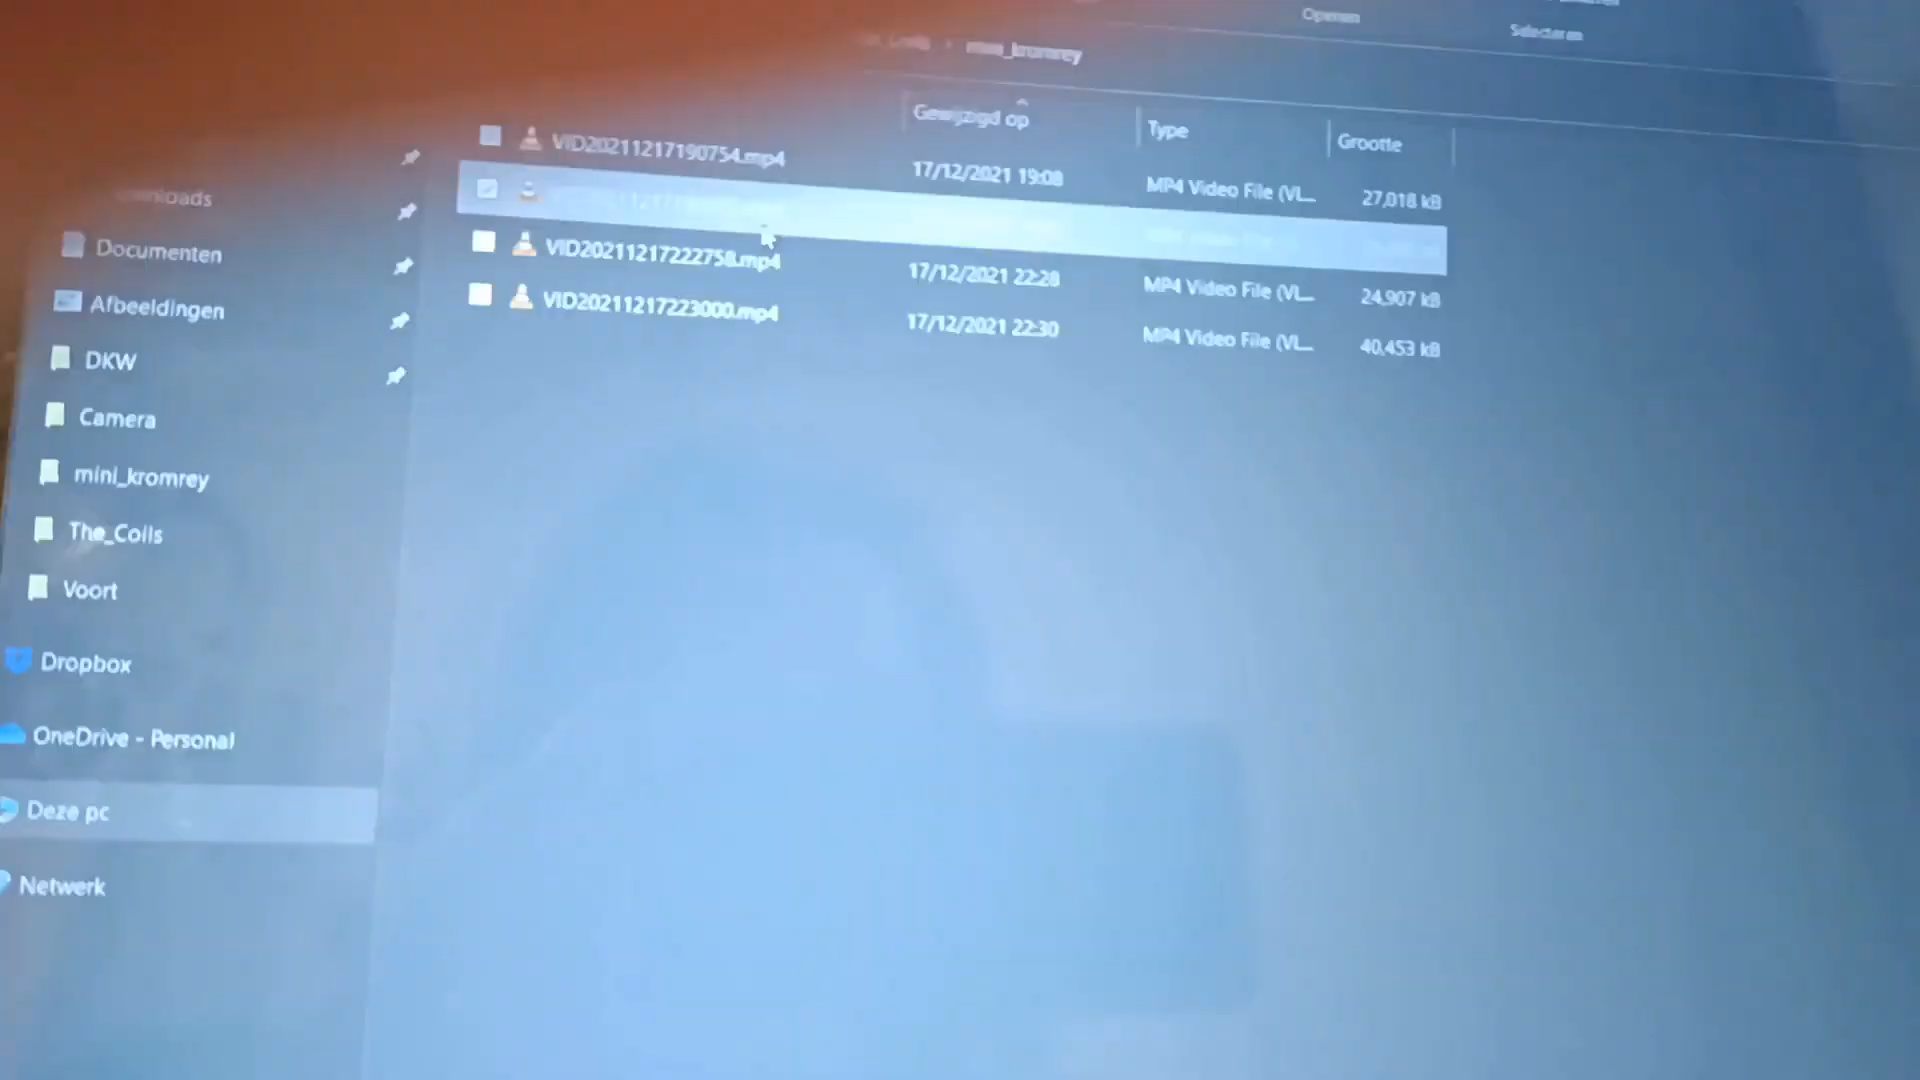 Openen
Selecteren
mini_kromrey
Gewijzigd op
Type
Grootte
VID20211217190754.mp4 17/12/2021 19:08 MP4 Video File (VL... 27,018 kB
VID20211217222758.mp4 17/12/2021 22:28 MP4 Video File (VL... 24,907 kB
VID20211217223000.mp4 17/12/2021 22:30 MP4 Video File (VL... 40,453 kB
Documenten
Afbeeldingen
DKW
Camera
mini_kromrey
The_Coils
Voort
Dropbox
OneDrive - Personal
Deze pc
Netwerk